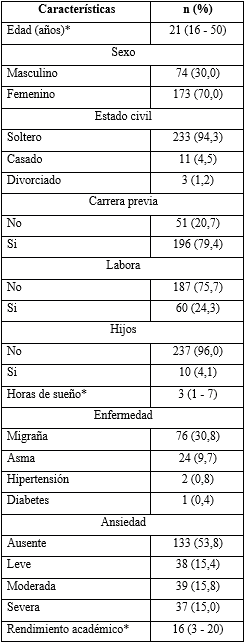 Características n (%)
Edad (años)* 21 (16 - 50)
Sexo
Masculino 74 (30,0)
Femenino 173 (70,0)
Estado civil
Soltero 233 (94,3)
Casado 11 (4,5)
Divorciado 3 (1,2)
Carrera previa
No 51 (20,7)
Si 196 (79,4)
Labora
No 187 (75,7)
Si 60 (24,3)
Hijos
No 237 (96,0)
Si 10 (4,1)
Horas de sueño* 3 (1 - 7)
Enfermedad
Migraña 76 (30,8)
Asma 24 (9,7)
Hipertensión 2 (0,8)
Diabetes 1 (0,4)
Ansiedad
Ausente 133 (53,8)
Leve 38 (15,4)
Moderada 39 (15,8)
Severa 37 (15,0)
Rendimiento académico* 16 (3 - 20)